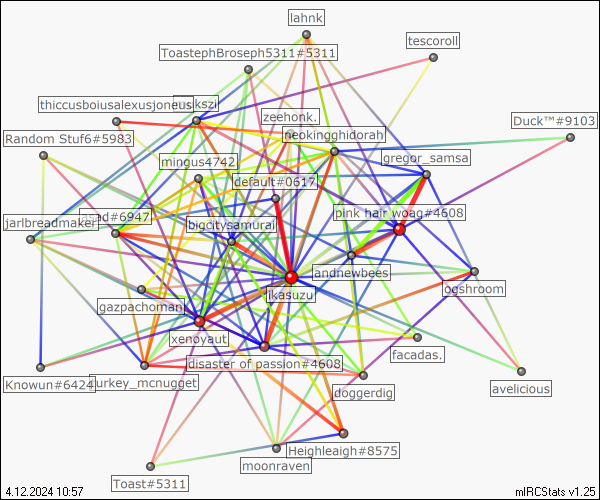 lahnk
tescoroll
ToastephBroseph5311#5311
thiccusboiusalexusjoneus
kszi
zeehonk.
Duck™#9103
neokingghidorah
Random Stuf6#5983
mingus4742
gregor_samsa
default#0617
pink hair woag#4608
#6947
jarlbreadmaker
bigcitysamurai
andnewbees
ogshroom
jkasuzu
gazpachoman
xenoyaut
facadas.
disaster of passion#4608
Knowun#6424
turkey_mcnugget
doggerdig
avelicious
Heighleaigh#8575
moonraven
Toast#5311
4.12.2024 10:57
mIRCStats v1.25